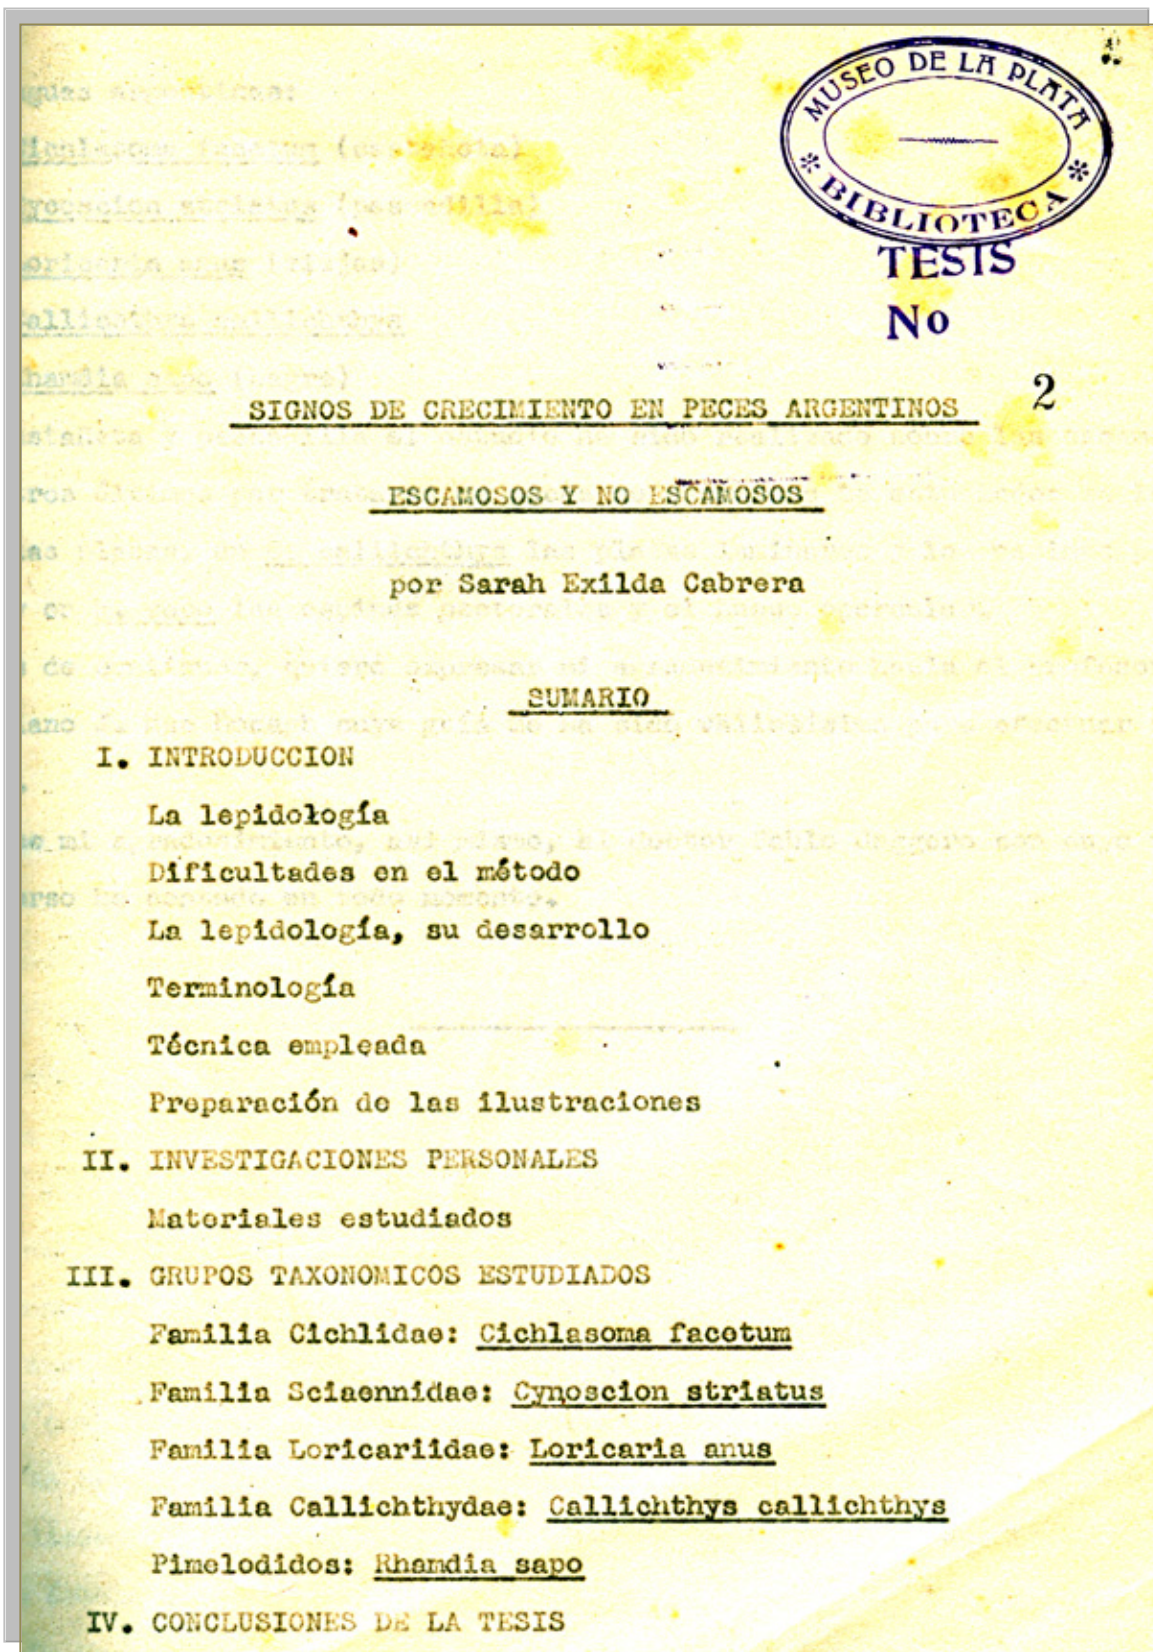 MUSEO DE LA PLATA
* BIBLIOTECA *
TESIS
No
2
SIGNOS DE CRECIMIENTO EN PECES ARGENTINOS
ESCAMOSOS Y NO ESCAMOSOS
por Sarah Exilda Cabrera
SUMARIO
I. INTRODUCCION
La lepidología
Dificultades en el método
La lepidología, su desarrollo
Terminología
Técnica empleada
Preparación de las ilustraciones
II. INVESTIGACIONES PERSONALES
Materiales estudiados
III. GRUPOS TAXONOMICOS ESTUDIADOS
Familia Cichlidae: Cichlasoma facetum
Familia Sciaennidae: Cynoscion striatus
Familia Loricariidae: Loricaria anus
Familia Callichthydae: Callichthys callichthys
Pimelodidos: Rhamdia sapo
IV. CONCLUSIONES DE LA TESIS